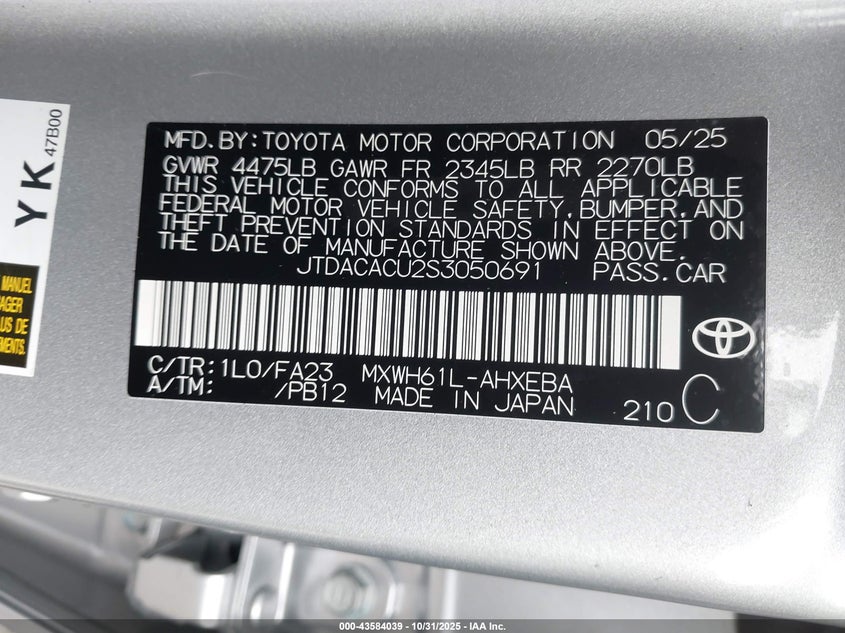 MFD.BY:TOYOTA MOTOR CORPORATION 05/25
GVWR 4475LB GAWR FR 2345LB RR 2270LB
THIS VEHICLE CONFORMS TO ALL APPLICABLE
FEDERAL MOTOR VEHICLE SAFETY, BUMPER, AND
THEFT PREVENTION STANDARDS IN EFFECT ON
THE DATE OF MANUFACTURE SHOWN ABOVE.
JTDACACU2S3050691 PASS.CAR
C/TR:1L0/FA23 MXWH61L-AHXEBA
A/TM: /PB12 MADE IN JAPAN 210 C
YK 47B00
MANUEL
US DE
000-43584039 - 10/31/2025 - IAA Inc.